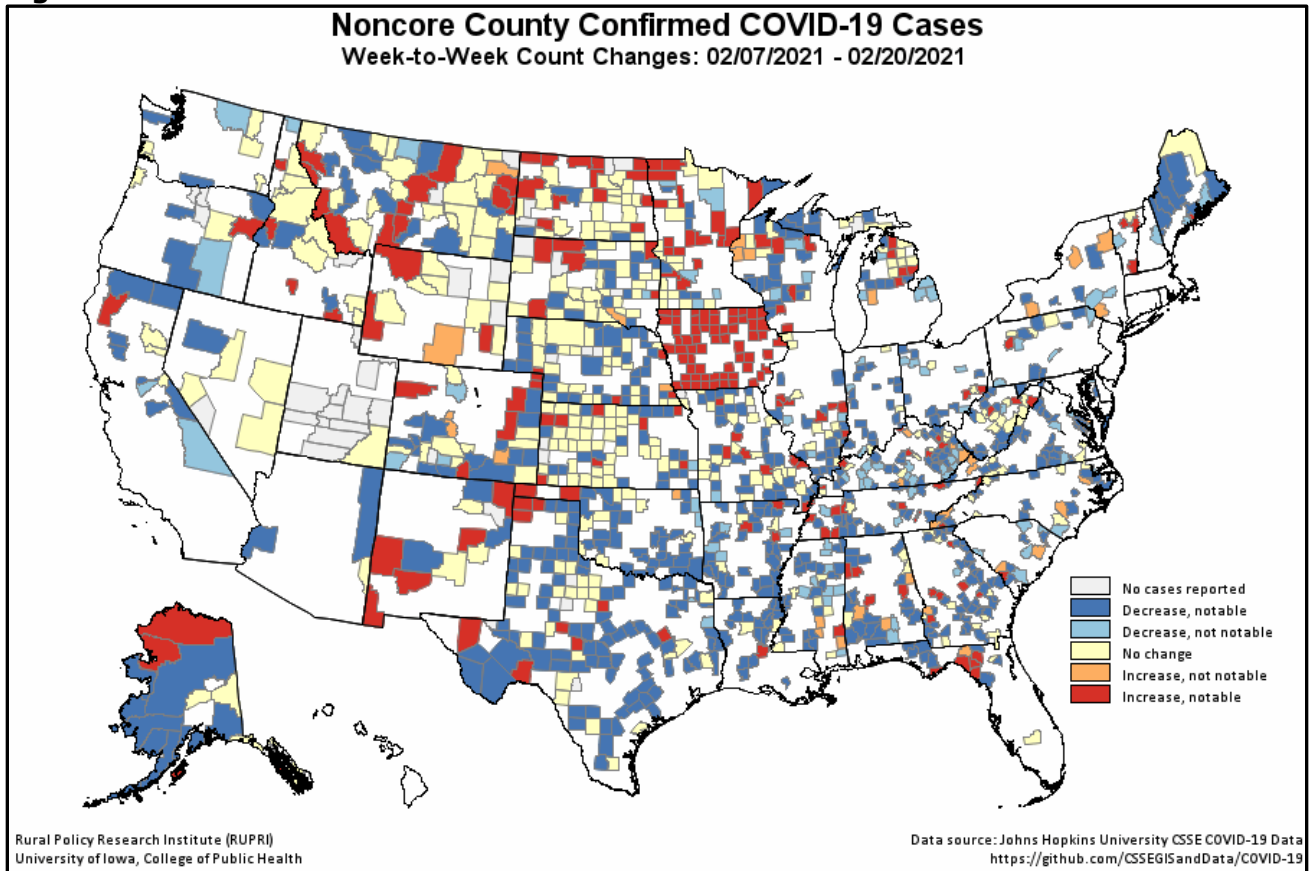 Noncore County Confirmed COVID-19 Cases
Week-to-Week Count Changes: 02/07/2021 - 02/20/2021
No cases reported
Decrease, notable
Decrease, not notable
No change
Increase, not notable
Increase, notable
Rural Policy Research Institute (RUPRI)
University of Iowa, College of Public Health
Data source: Johns Hopkins University CSSE COVID-19 Data
https://github.com/CSSEGISandData/COVID-19